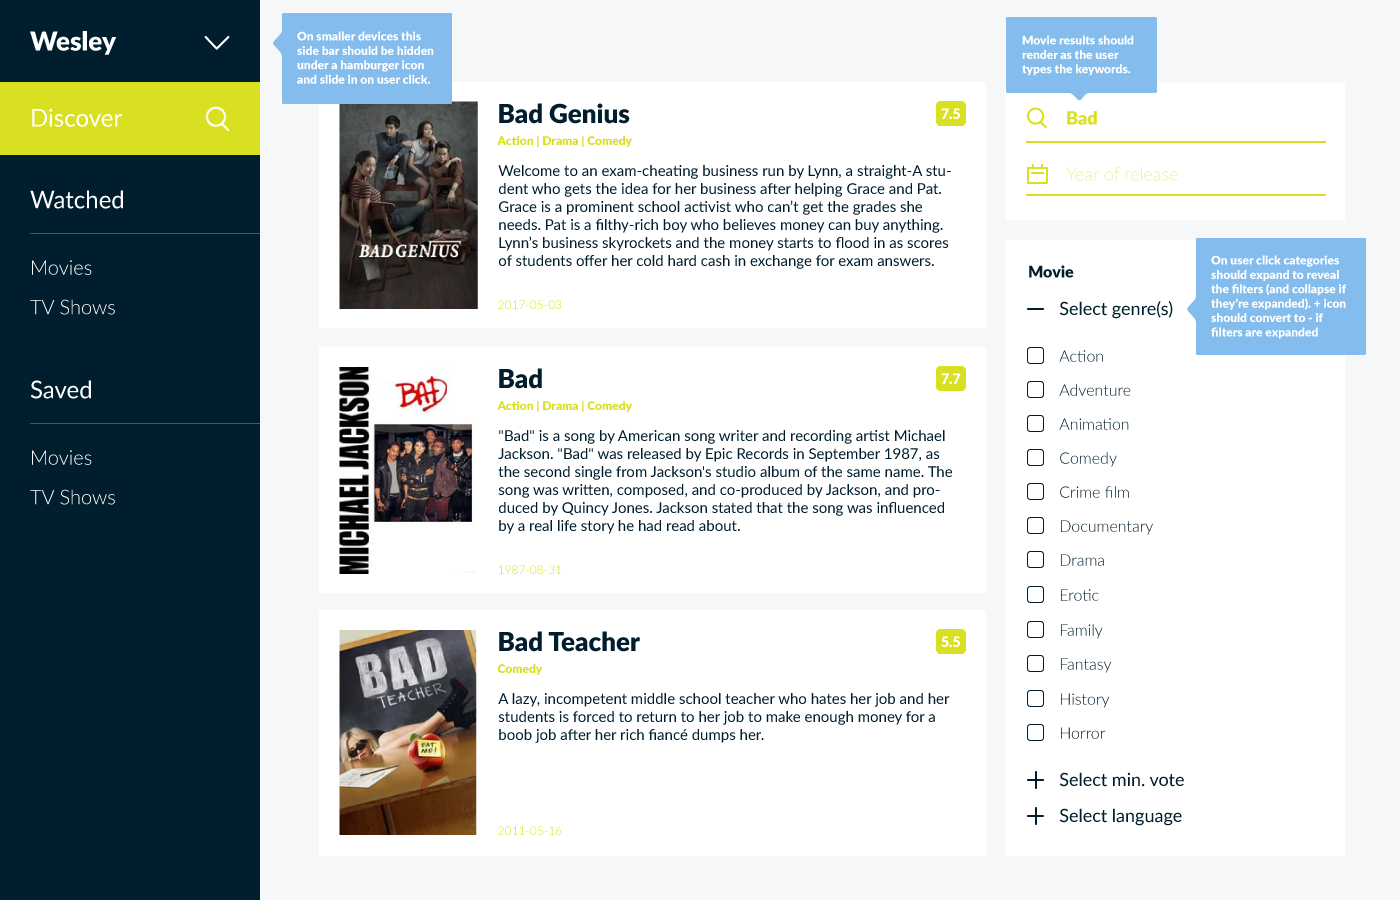 Wesley
Discover
Watched
Movies
TV Shows
Saved
Movies
TV Shows
On smaller devices this
side bar should be hidden
under a hamburger icon
and slide in on user click.
BAD GENIUS
Bad Genius
7.5
Action | Drama | Comedy
Welcome to an exam-cheating business run by Lynn, a straight-A stu-
dent who gets the idea for her business after helping Grace and Pat.
Grace is a prominent school activist who can't get the grades she
needs. Pat is a filthy-rich boy who believes money can buy anything.
Lynn's business skyrockets and the money starts to flood in as scores
of students offer her cold hard cash in exchange for exam answers.
2017-05-03
MICHAEL JACKSON
BAD
Bad
7.7
Action | Drama | Comedy
"Bad" is a song by American song writer and recording artist Michael
Jackson. "Bad" was released by Epic Records in September 1987, as
the second single from Jackson's studio album of the same name. The
song was written, composed, and co-produced by Jackson, and pro-
duced by Quincy Jones. Jackson stated that the song was influenced
by a real life story he had read about.
1987-08-31
BAD
TEACHER
EAT
ME!
Bad Teacher
5.5
Comedy
A lazy, incompetent middle school teacher who hates her job and her
students is forced to return to her job to make enough money for a
boob job after her rich fiancé dumps her.
2011-05-16
Movie results should
render as the user
types the keywords.
Bad
Year of release
Movie
Select genre(s)
On user click categories
should expand to reveal
the filters (and collapse if
they're expanded). + icon
should convert to - if
filters are expanded
Action
Adventure
Animation
Comedy
Crime film
Documentary
Drama
Erotic
Family
Fantasy
History
Horror
Select min. vote
Select language